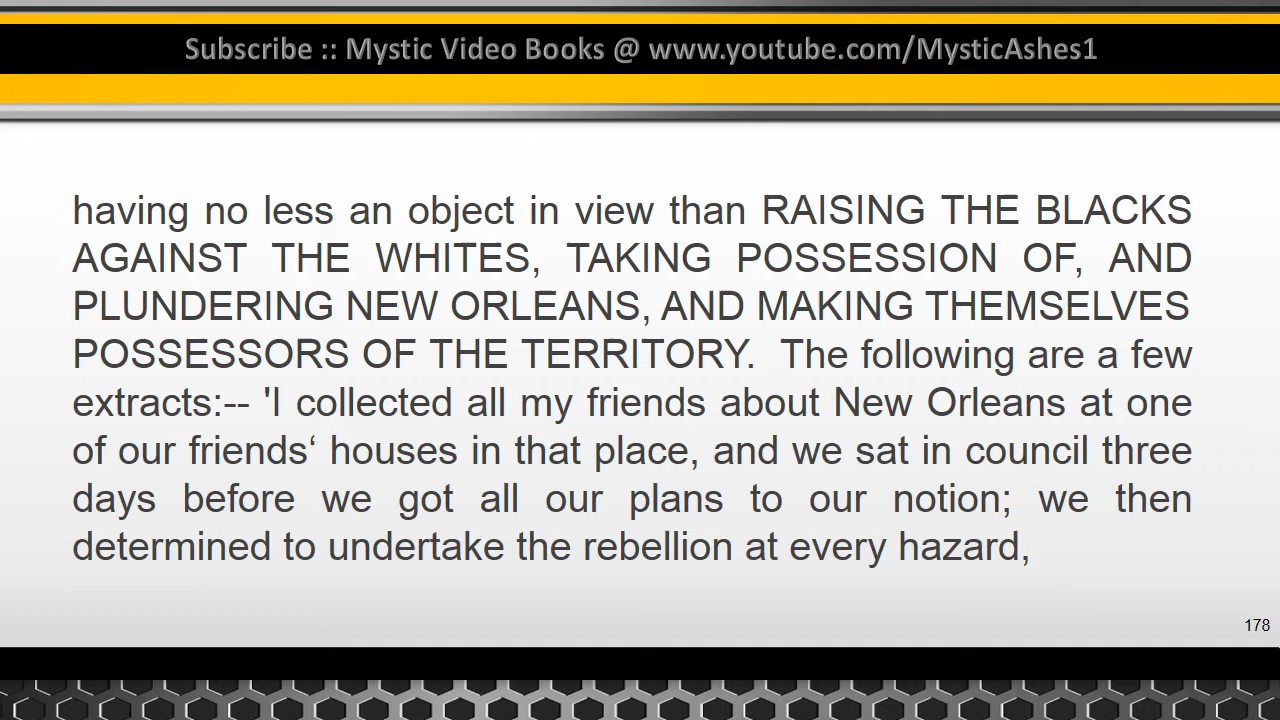 Subscribe :: Mystic Video Books @ www.youtube.com/MysticAshes1
having no less an object in view than RAISING THE BLACKS
AGAINST THE WHITES, TAKING POSSESSION OF, AND
PLUNDERING NEW ORLEANS, AND MAKING THEMSELVES
POSSESSORS OF THE TERRITORY.  The following are a few
extracts:-- 'I collected all my friends about New Orleans at one
of our friends‘ houses in that place, and we sat in council three
days before we got all our plans to our notion; we then
determined to undertake the rebellion at every hazard,
178